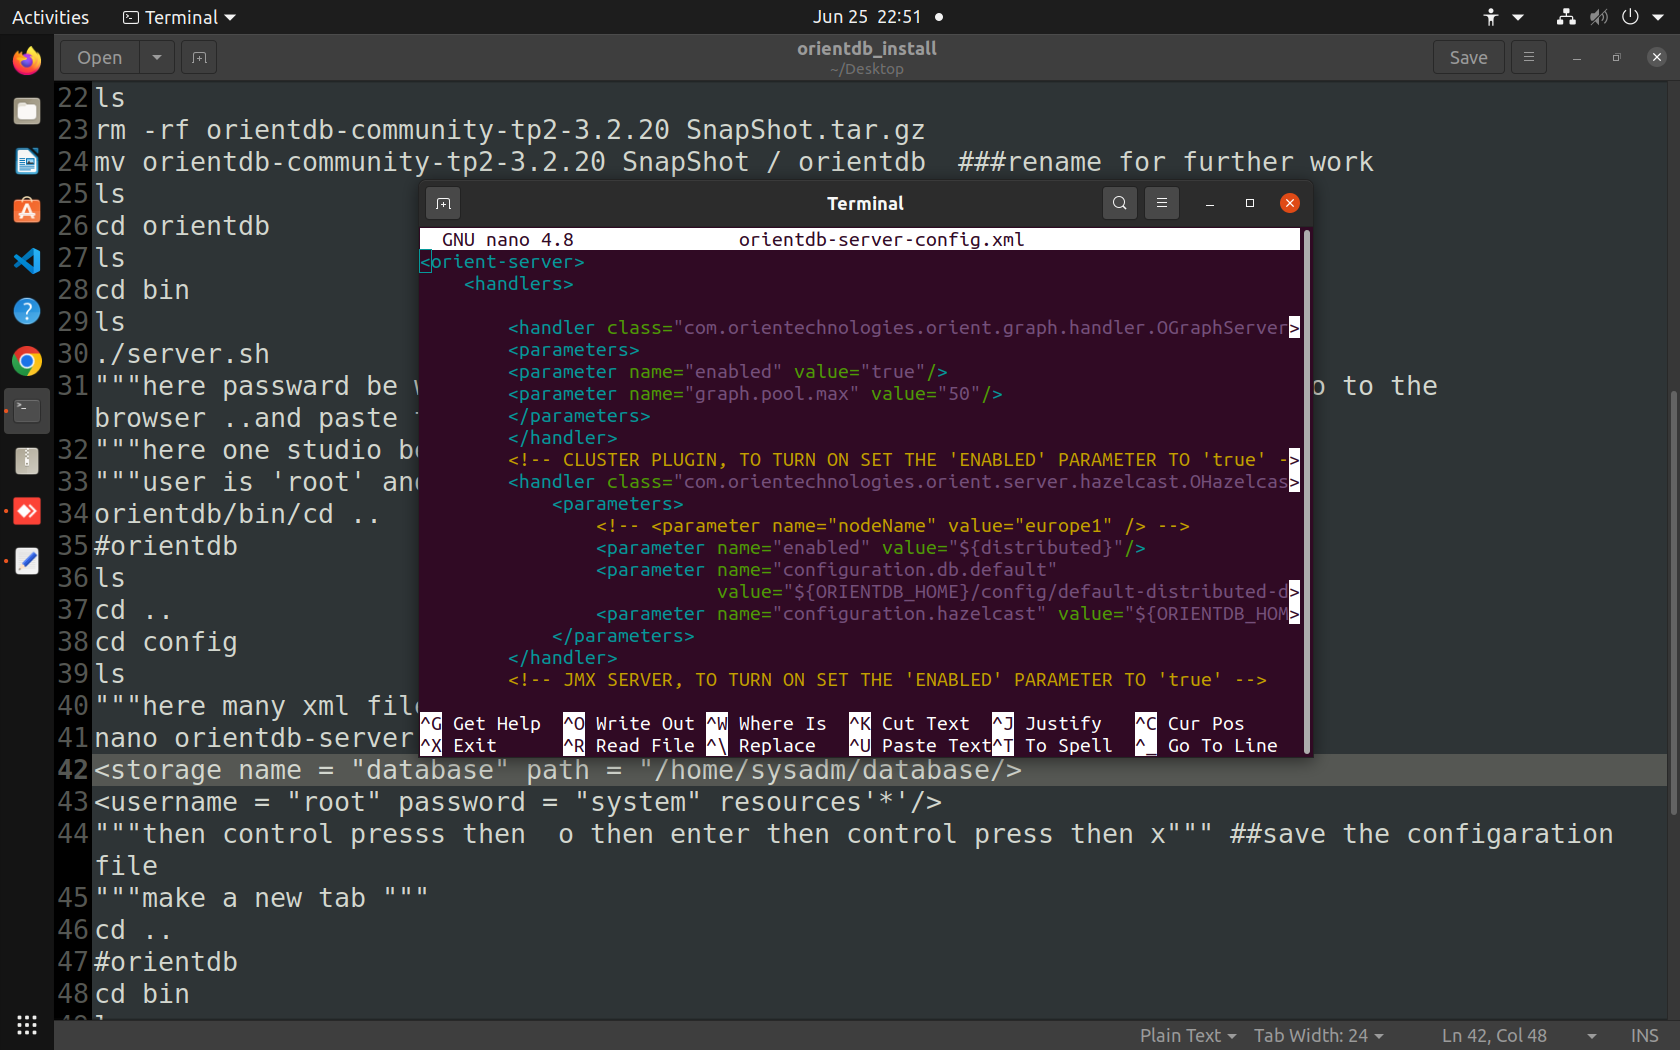 Activities
Terminal
Jun 25 22:51
Open
orientdb_install
~/Desktop
Save
22 ls
23 rm -rf orientdb-community-tp2-3.2.20 SnapShot.tar.gz
24 mv orientdb-community-tp2-3.2.20 SnapShot / orientdb  ###rename for further work
25 ls
26 cd orientdb
27 ls
28 cd bin
29 ls
30 ./server.sh
31 """here passward be
o to the
browser ..and paste
32 """here one studio
33 """user is 'root'
34 orientdb/bin/cd ..
35 #orientdb
36 ls
37 cd ..
38 cd config
39 ls
40 """here many xml
41 nano orientdb-server
42 <storage name = "database" path = "/home/sysadm/database/>
43 <username = "root" password = "system" resources'*'/>
44 """then control presss then  o then enter then control press then x""" ##save the configaration
file
45 """make a new tab """
46 cd ..
47 #orientdb
48 cd bin
Terminal
GNU nano 4.8 orientdb-server-config.xml
<orient-server>
<handlers>
<handler class="com.orientechnologies.orient.graph.handler.OGraphServer>
<parameters>
<parameter name="enabled" value="true"/>
<parameter name="graph.pool.max" value="50"/>
</parameters>
</handler>
<!-- CLUSTER PLUGIN, TO TURN ON SET THE 'ENABLED' PARAMETER TO 'true' ->
<handler class="com.orientechnologies.orient.server.hazelcast.OHazelcas>
<parameters>
<!-- <parameter name="nodeName" value="europe1" /> -->
<parameter name="enabled" value="${distributed}"/>
<parameter name="configuration.db.default"
value="${ORIENTDB_HOME}/config/default-distributed-d>
<parameter name="configuration.hazelcast" value="${ORIENTDB_HOM>
</parameters>
</handler>
<!-- JMX SERVER, TO TURN ON SET THE 'ENABLED' PARAMETER TO 'true' -->
^G Get Help ^O Write Out ^W Where Is ^K Cut Text ^J Justify ^C Cur Pos
^X Exit ^R Read File ^\ Replace ^U Paste Text ^T To Spell ^_ Go To Line
Plain Text Tab Width: 24 Ln 42, Col 48 INS